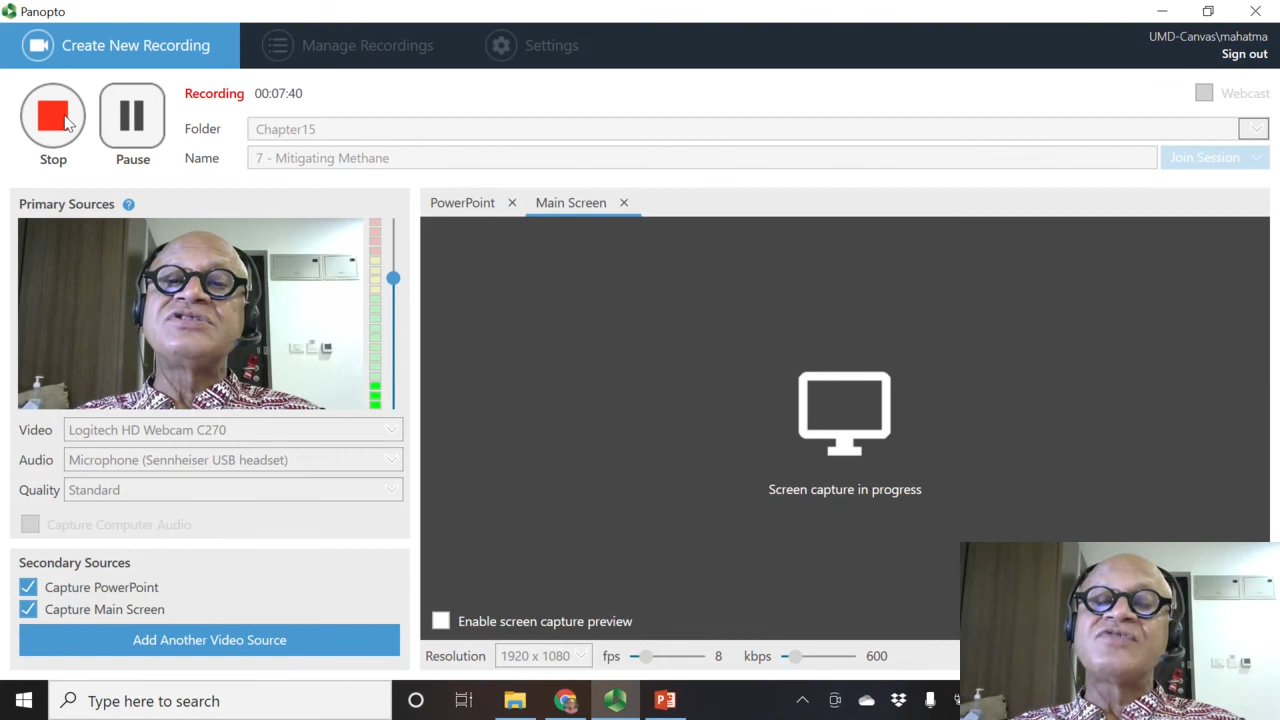 Panopto
Create New Recording
Manage Recordings
Settings
UMD-Canvas\mahatma
Sign out
Recording 00:07:40
Webcast
Folder Chapter15
Stop
Pause
Name 7 - Mitigating Methane
Join Session
Primary Sources ?
PowerPoint
Main Screen
Video Logitech HD Webcam C270
Audio Microphone (Sennheiser USB headset)
Quality Standard
Capture Computer Audio
Screen capture in progress
Secondary Sources
Capture PowerPoint
Capture Main Screen
Add Another Video Source
Enable screen capture preview
Resolution 1920 x 1080 fps 8 kbps 600
Type here to search